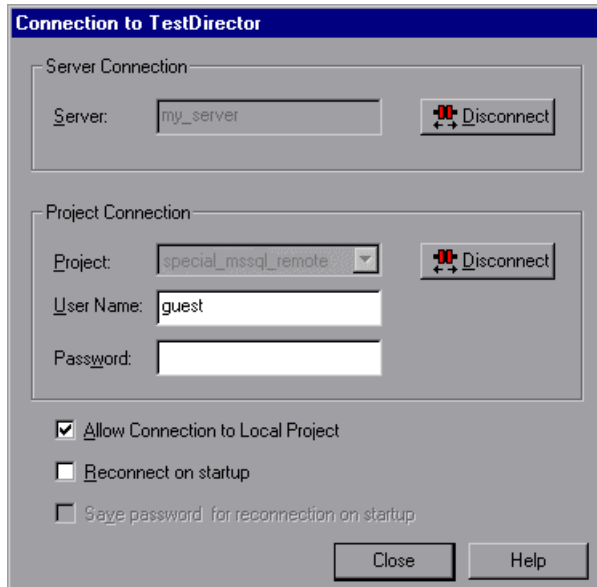 Connection to TestDirector
Server Connection
Server: my_server Disconnect
Project Connection
Project: special_mssql_remote Disconnect
User Name: guest
Password:
Allow Connection to Local Project
Reconnect on startup
Save password for reconnection on startup
Close Help